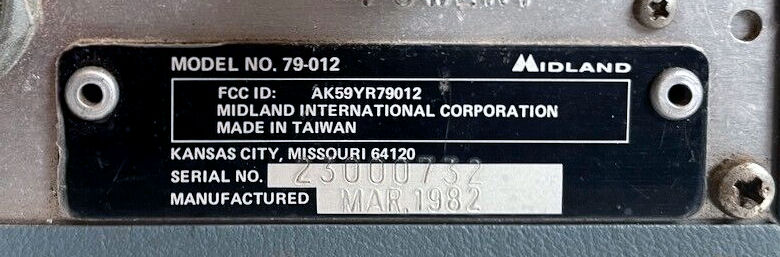 MODEL NO. 79-012 MIDLAND
FCC ID: AK59YR79012
MIDLAND INTERNATIONAL CORPORATION
MADE IN TAIWAN
KANSAS CITY, MISSOURI 64120
SERIAL NO. 23000732
MANUFACTURED MAR.1982